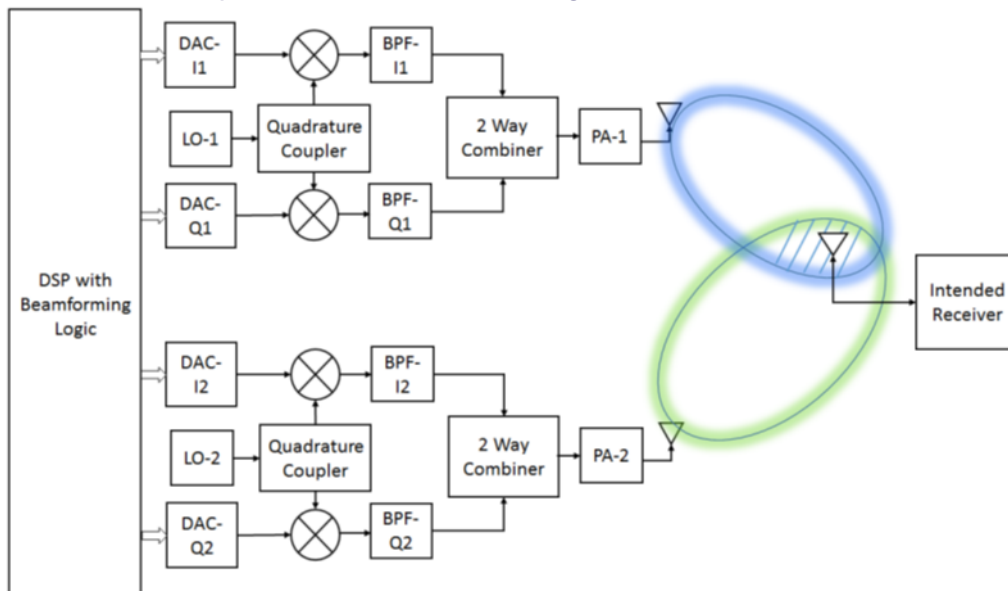 DAC-
I1
BPF-
I1
LO-1
Quadrature
Coupler
2 Way
Combiner
PA-1
DAC-
Q1
BPF-
Q1
DSP with
Beamforming
Logic
Intended
Receiver
DAC-
I2
BPF-
I2
LO-2
Quadrature
Coupler
2 Way
Combiner
PA-2
DAC-
Q2
BPF-
Q2